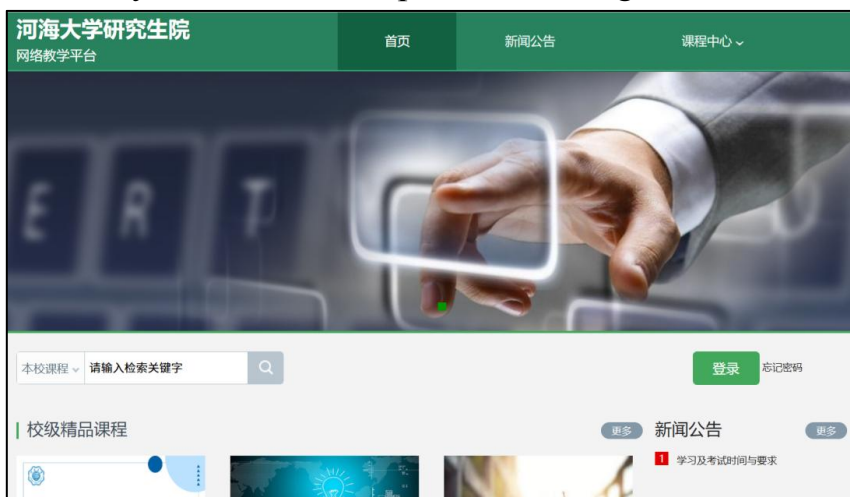 河海大学研究生院
网络教学平台
首页
新闻公告
课程中心
E R T
本校课程 请输入检索关键字
登录 忘记密码
校级精品课程 更多
新闻公告 更多
1 学习及考试时间与要求